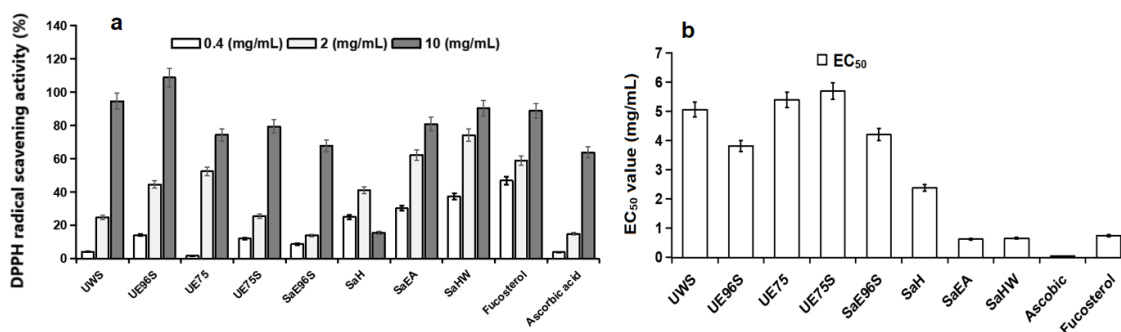 a
DPPH radical scavening activity (%)
0.4 (mg/mL) 2 (mg/mL) 10 (mg/mL)
140
120
100
80
60
40
20
0
UWS UE96S UE75 UE75S SaE96S SaH SaEA SaHW Fucosterol Ascorbic acid
b
EC50 value (mg/mL)
EC50
7
6
5
4
3
2
1
0
UWS UE96S UE75 UE75S SaE96S SaH SaEA SaHW Ascobic Fucosterol